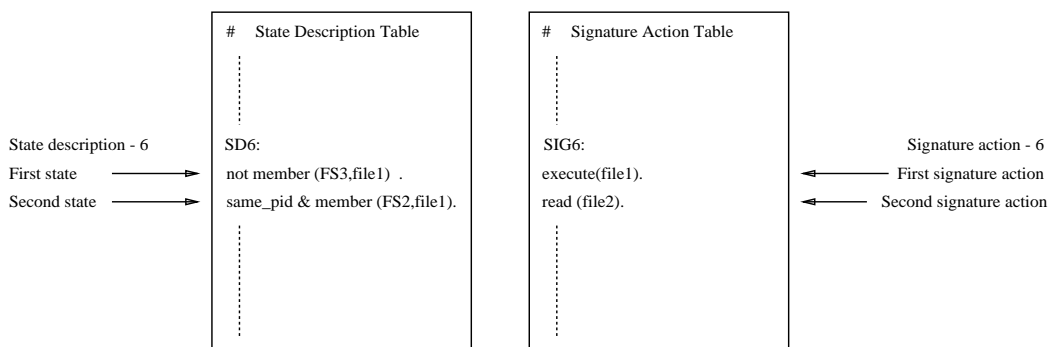 # State Description Table
# Signature Action Table
State description - 6
SD6:
SIG6:
Signature action - 6
First state
not member (FS3,file1) .
execute(file1).
First signature action
Second state
same_pid & member (FS2,file1).
read (file2).
Second signature action